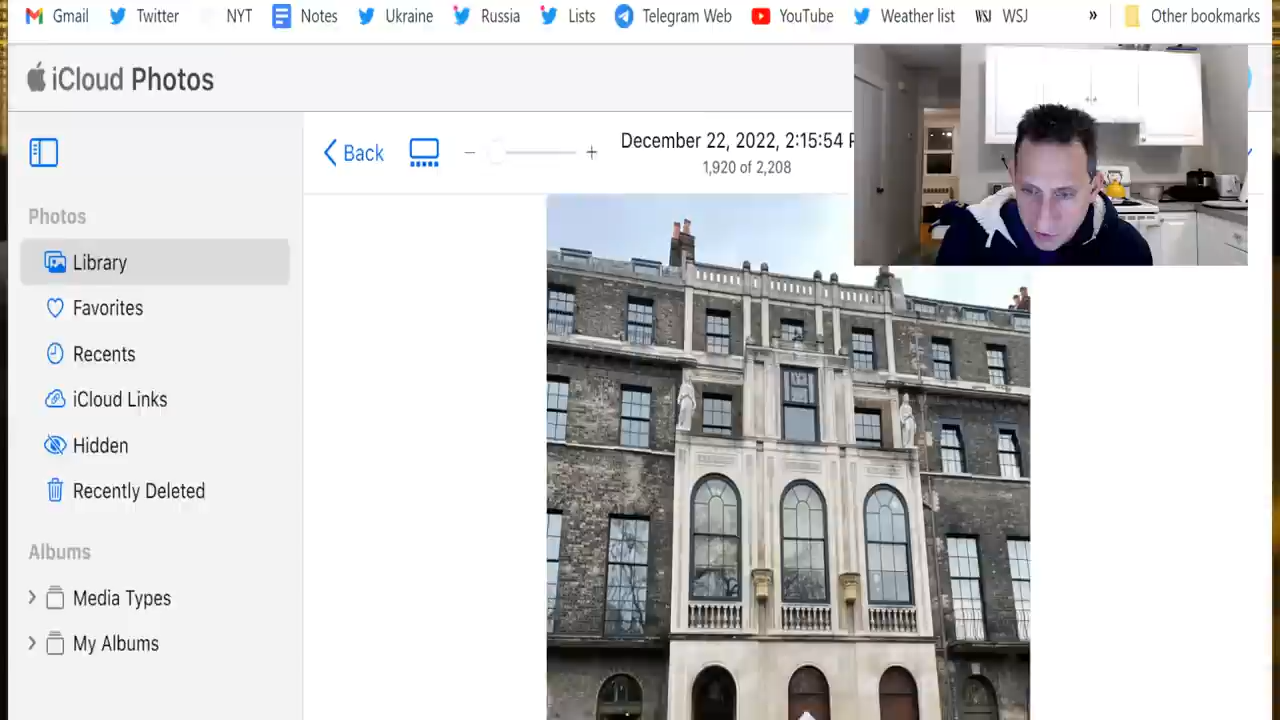 Gmail Twitter NYT Notes Ukraine Russia Lists Telegram Web YouTube Weather list WSJ WSJ » Other bookmarks
iCloud Photos
Back
December 22, 2022, 2:15:54
1,920 of 2,208
Photos
Library
Favorites
Recents
iCloud Links
Hidden
Recently Deleted
Albums
Media Types
My Albums